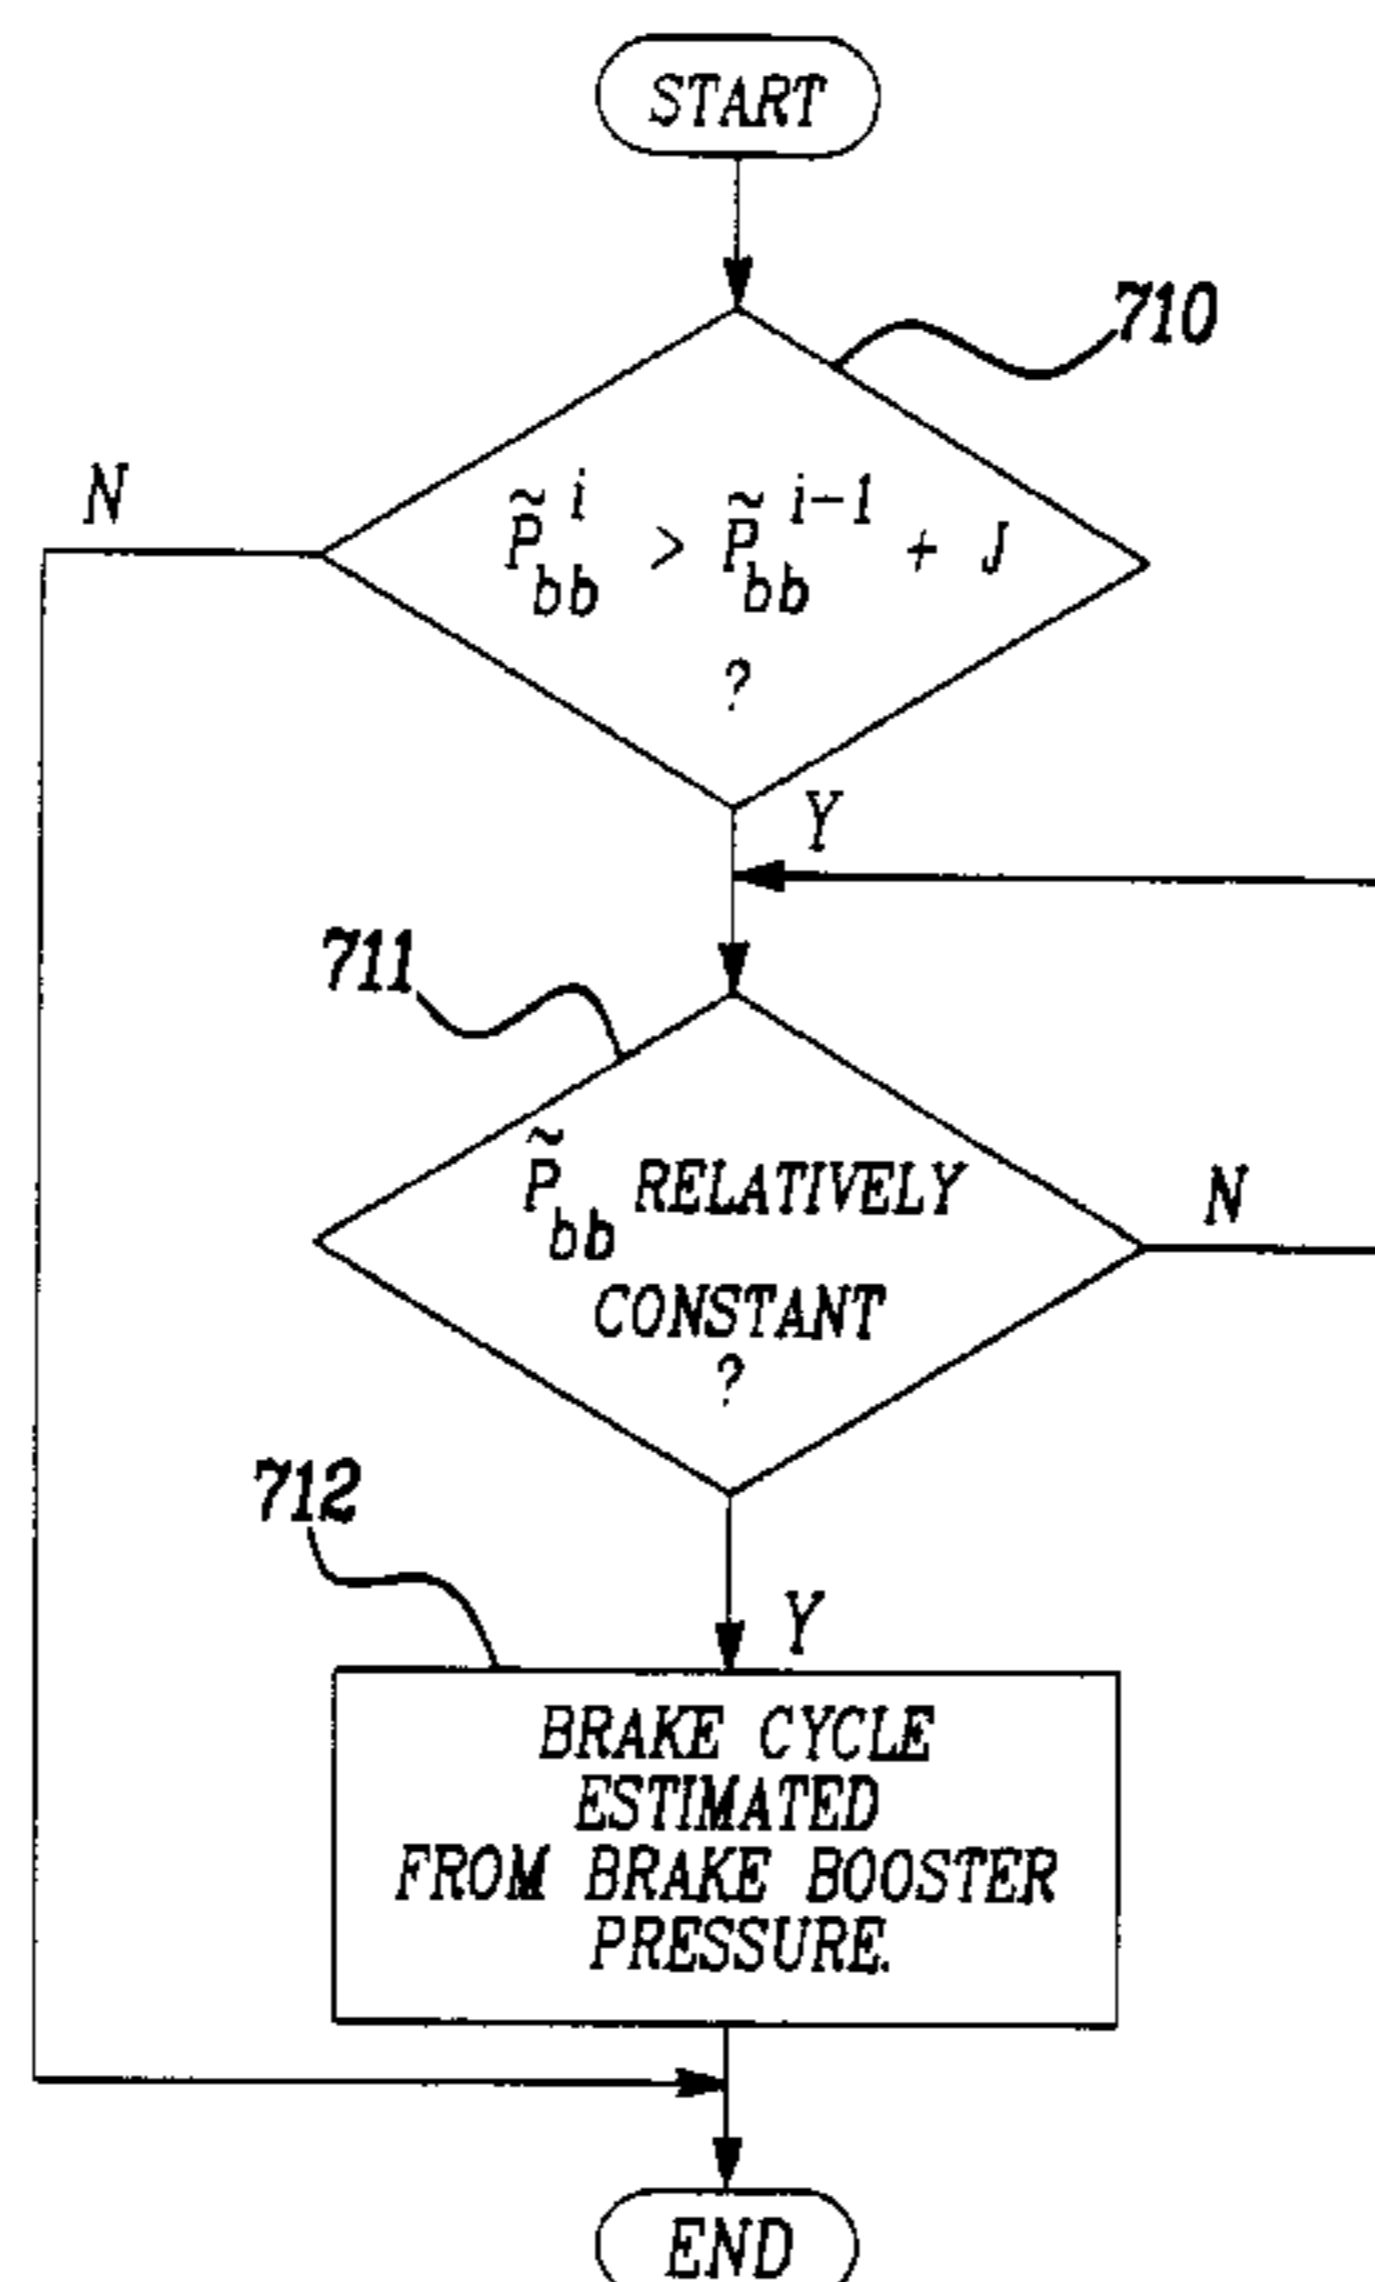 START
710
N
P̃bb^i > P̃bb^i-1 + J
?
Y
711
P̃bb RELATIVELY
CONSTANT
?
N
712
Y
BRAKE CYCLE
ESTIMATED
FROM BRAKE BOOSTER
PRESSURE.
END